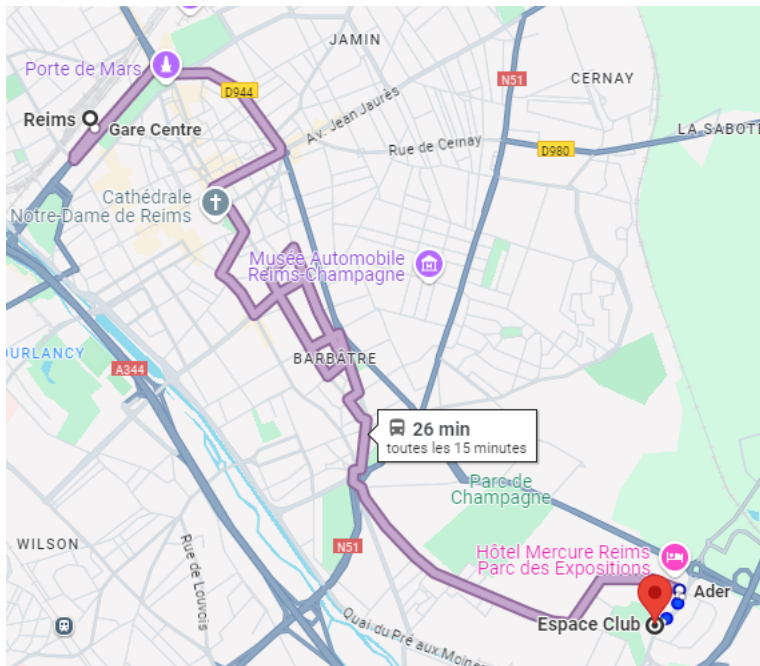 JAMIN
Porte de Mars
N51
CERNAY
D944
Reims
Gare Centre
Av. Jean Jaurès
LA SABOTE
Rue de Cernay
D980
Cathédrale
Notre-Dame de Reims
Musée Automobile
Reims-Champagne
OURLANCY
BARBÂTRE
A344
26 min
toutes les 15 minutes
Parc de
Champagne
WILSON
N51
Rue de Louvois
Hôtel Mercure Reims
Parc des Expositions
Ader
Espace Club
Quai du Pré aux Moines